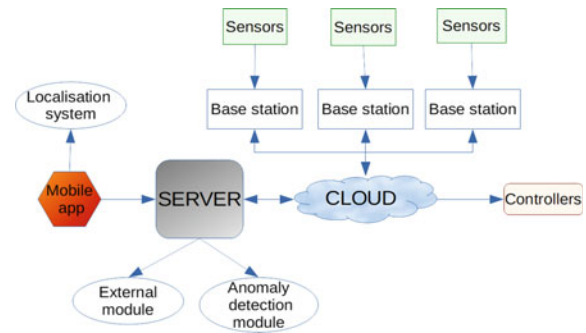 Sensors
Sensors
Sensors
Base station
Base station
Base station
Localisation
system
Mobile
app
SERVER
CLOUD
Controllers
External
module
Anomaly
detection
module